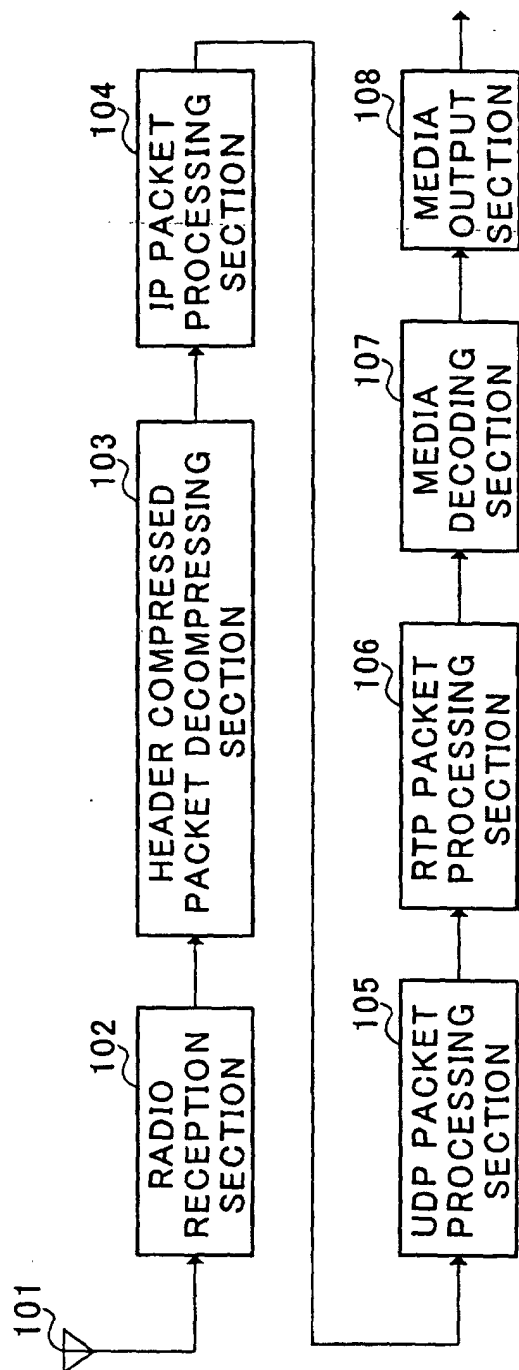 101
102
RADIO
RECEPTION
SECTION
103
HEADER COMPRESSED
PACKET DECOMPRESSING
SECTION
104
IP PACKET
PROCESSING
SECTION
105
UDP PACKET
PROCESSING
SECTION
106
RTP PACKET
PROCESSING
SECTION
107
MEDIA
DECODING
SECTION
108
MEDIA
OUTPUT
SECTION